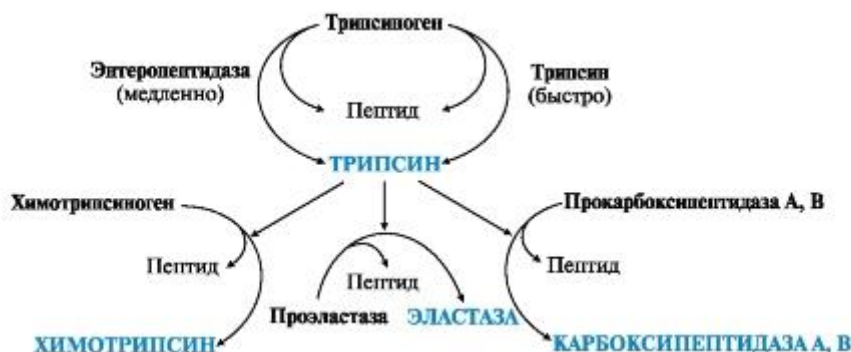 Трипсиноген
Энтеропептидаза
(медленно)
Трипсин
(быстро)
Пептид
ТРИПСИН
Химотрипсиноген
Прокарбоксипептидаза А, В
Пептид
Пептид
Пептид
Проэластаза
ЭЛАСТАЗА
ХИМОТРИПСИН
КАРБОКСИПЕПТИДАЗА А, В